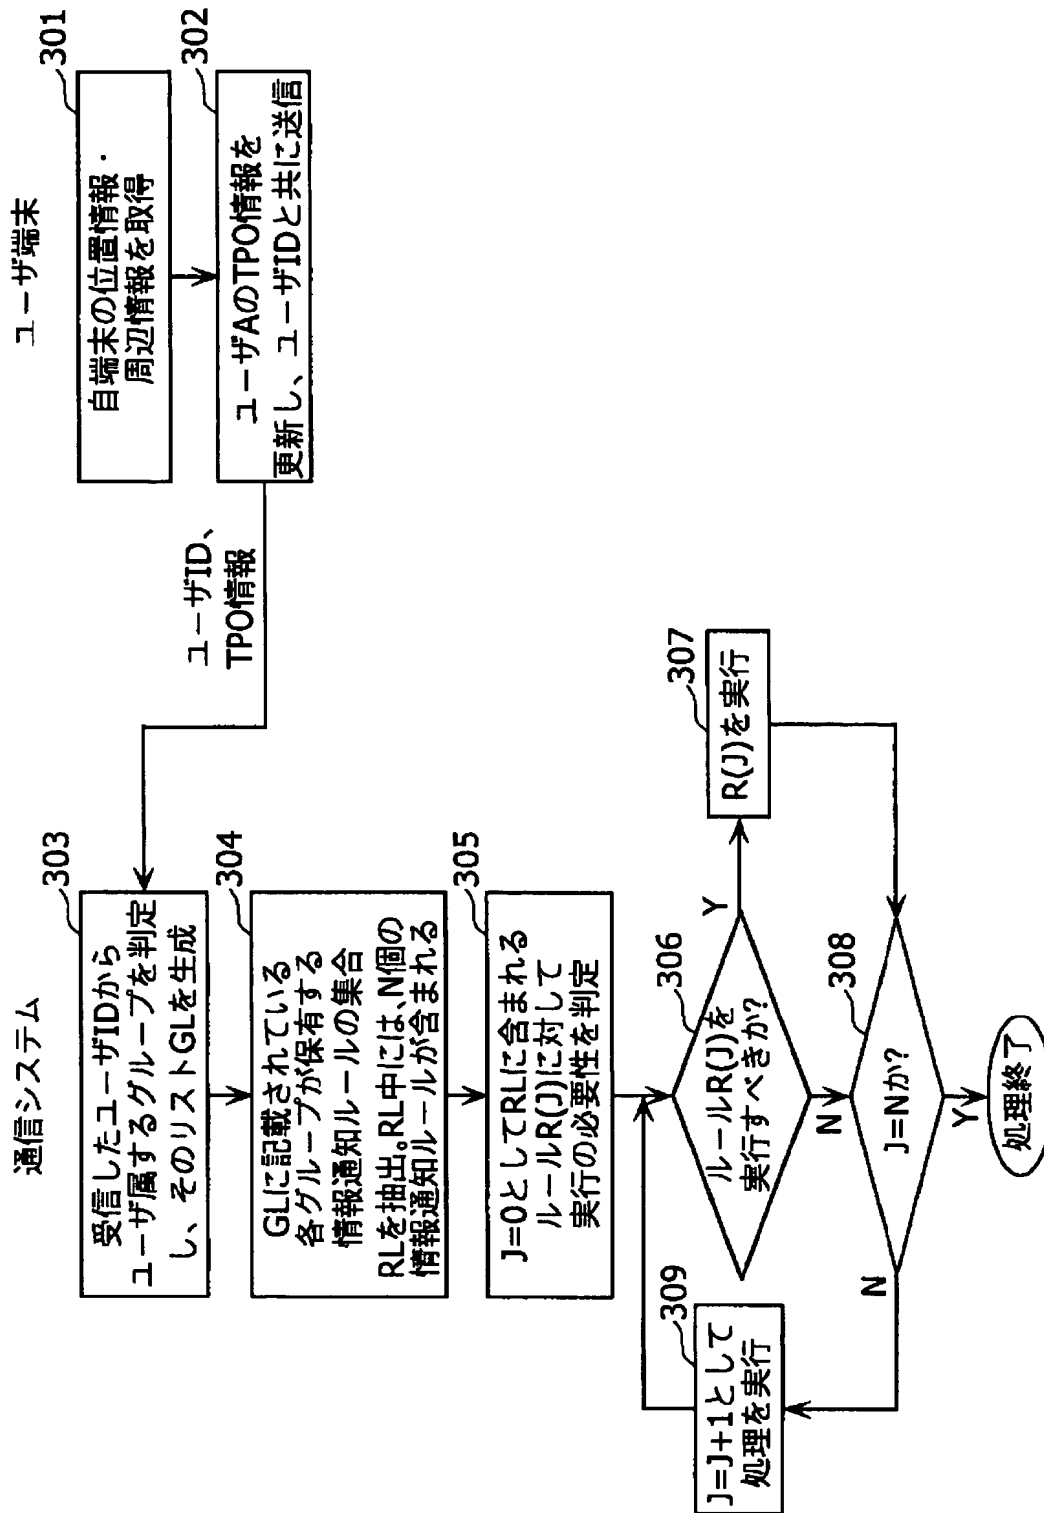 ユーザ端末
301
自端末の位置情報・
周辺情報を取得
302
ユーザAのTPO情報を
更新し、ユーザIDと共に送信
ユーザID、
TPO情報
通信システム
303
受信したユーザIDから
ユーザ属するグループを判定
し、そのリストGLを生成
304
GLに記載されている
各グループが保有する
情報通知ルールの集合
RLを抽出。RL中には、N個の
情報通知ルールが含まれる
305
J=0としてRLに含まれる
ルールR(J)に対して
実行の必要性を判定
306
ルールR(J)を
実行すべきか?
Y
N
307
R(J)を実行
308
J=Nか?
N
Y
309
J=J+1として
処理を実行
処理終了